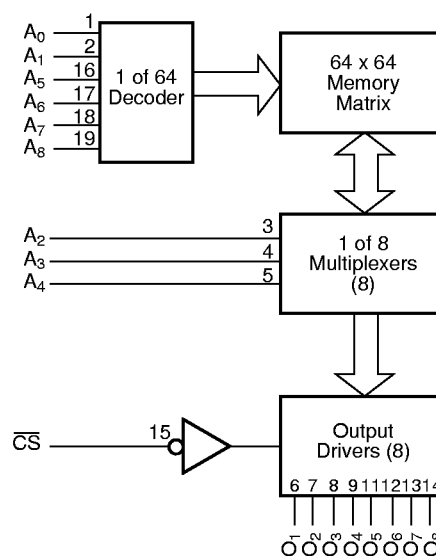 A0 1
A1 2
A5 16
A6 17
A7 18
A8 19
1 of 64
Decoder
64 x 64
Memory
Matrix
A2 3
A3 4
A4 5
1 of 8
Multiplexers
(8)
CS 15
Output
Drivers (8)
6 7 8 9 11 12 13 14
O1 O2 O3 O4 O5 O6 O7 O8